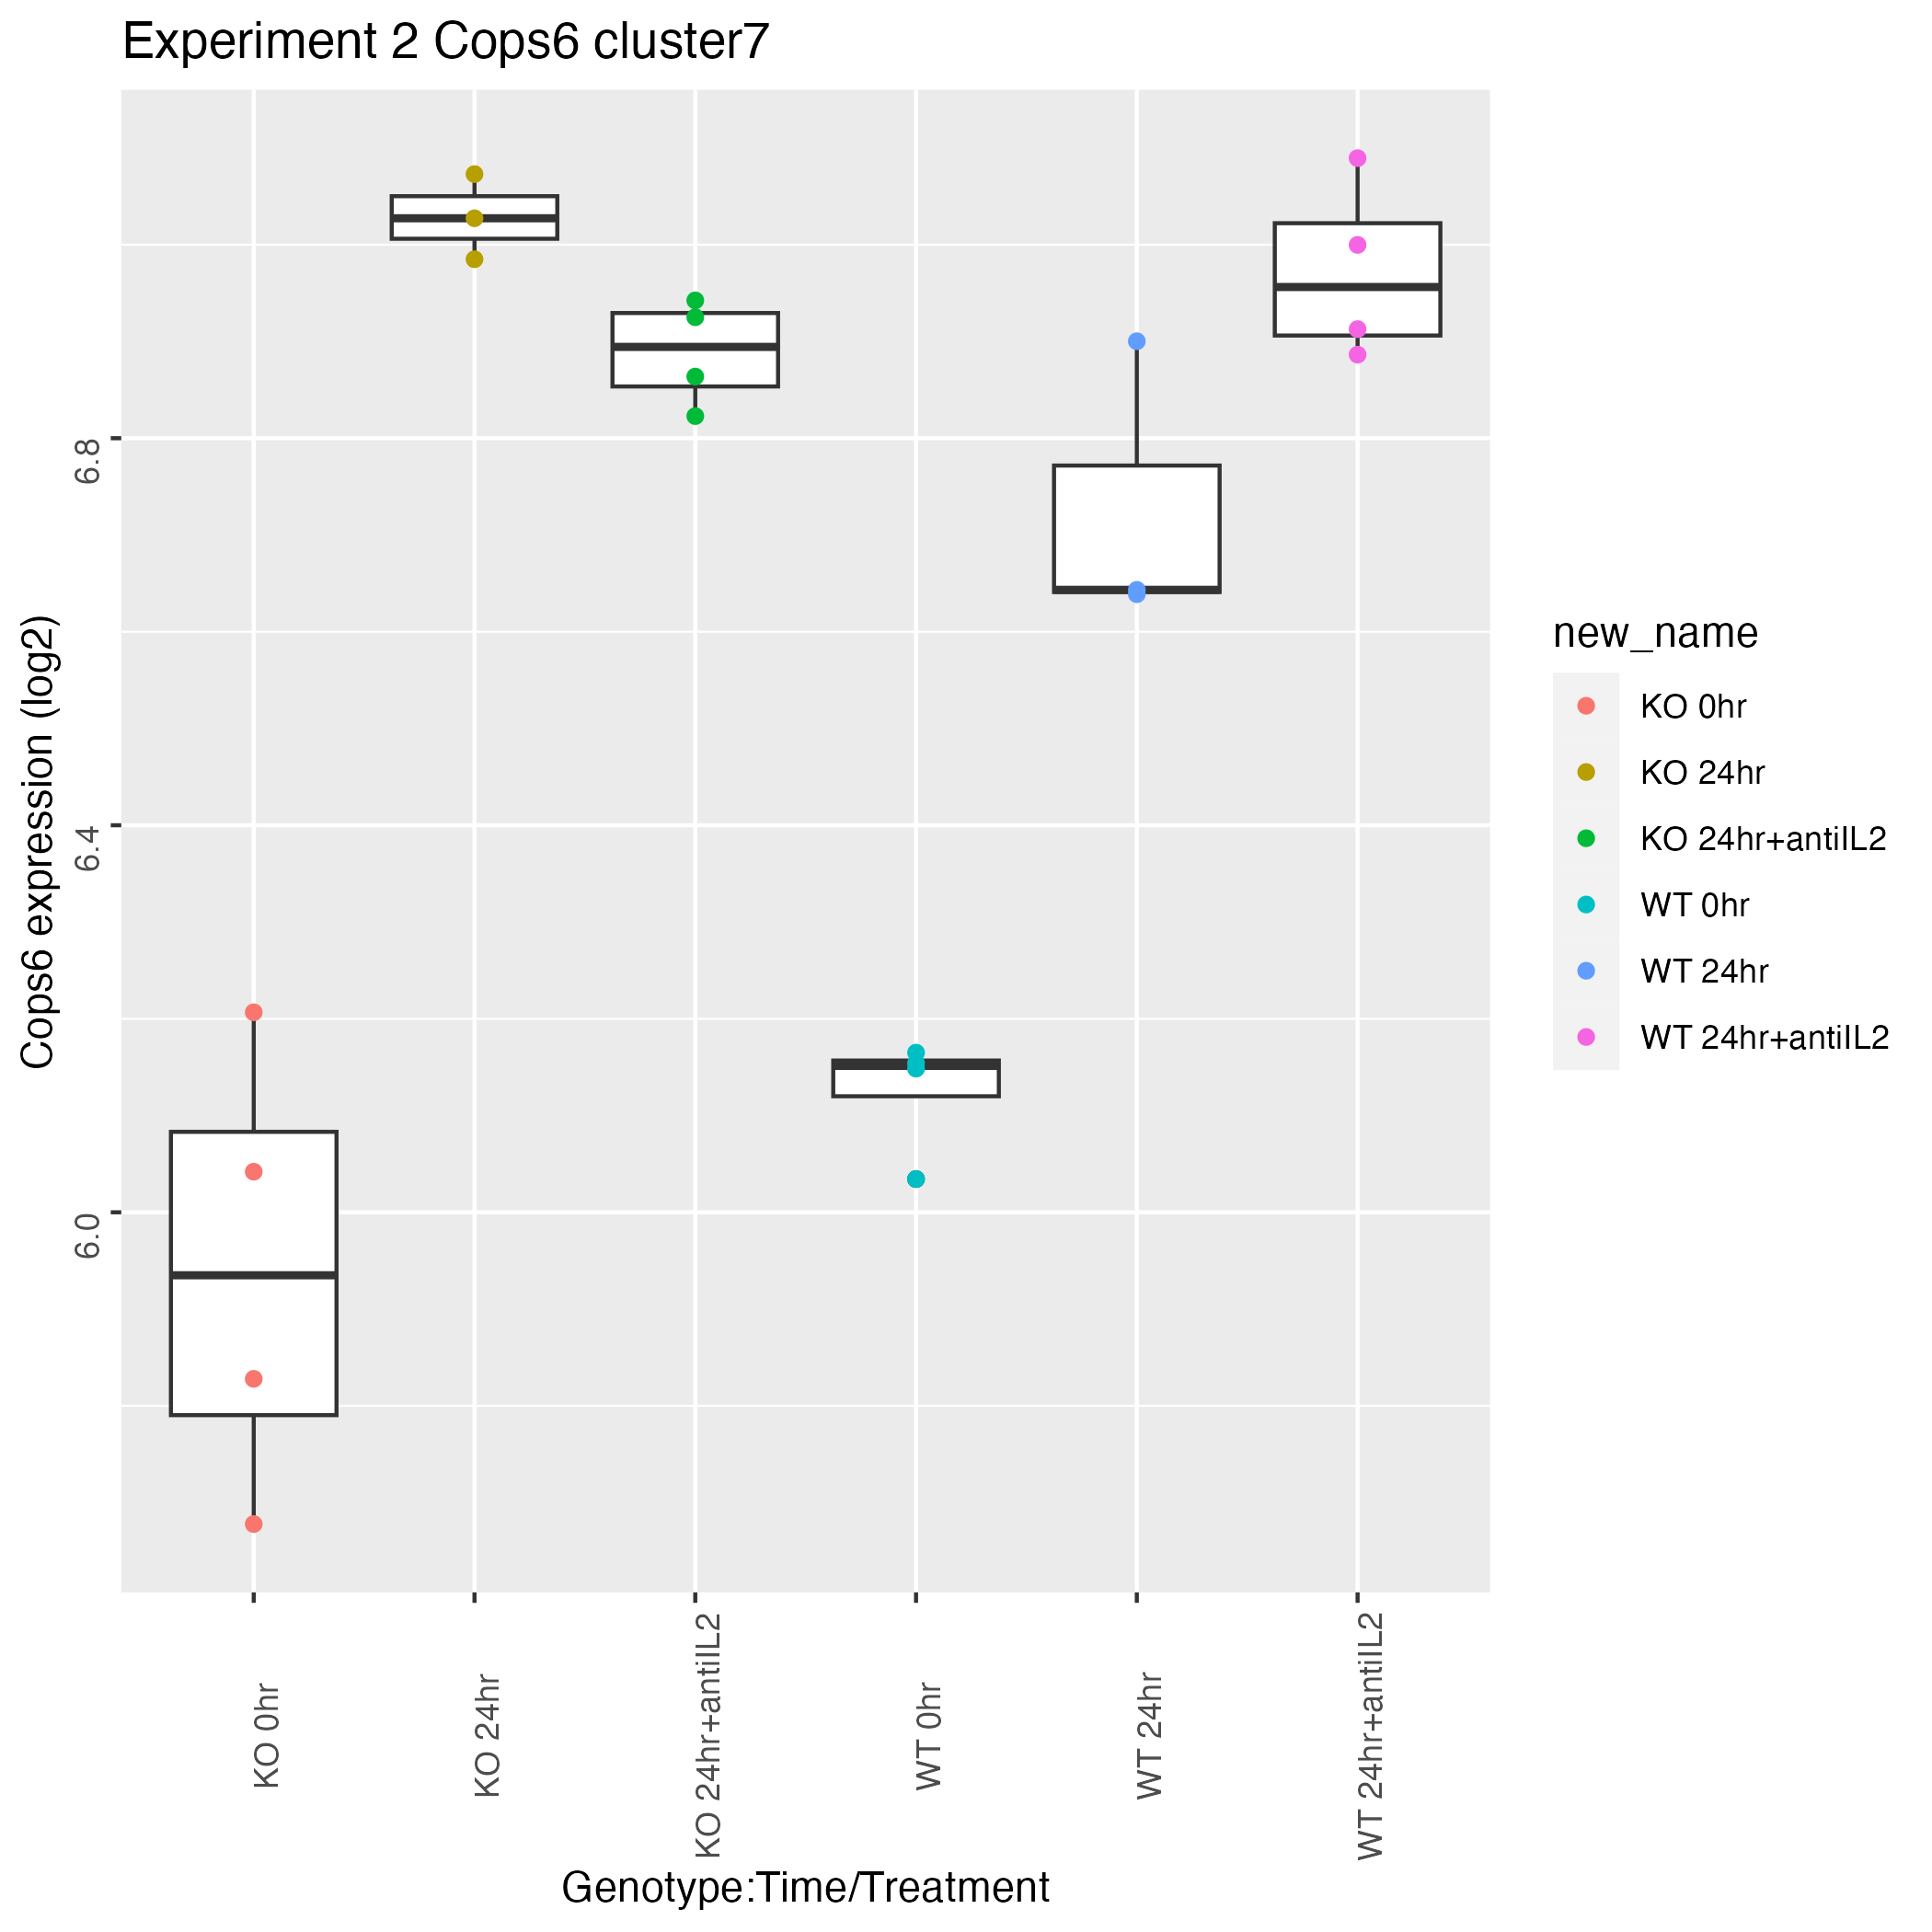 Experiment 2 Cops6 cluster7
Cops6 expression (log2)
6.8
6.4
6.0
KO 0hr
KO 24hr
KO 24hr+antiIL2
WT 0hr
WT 24hr
WT 24hr+antiIL2
Genotype:Time/Treatment
new_name
KO 0hr
KO 24hr
KO 24hr+antiIL2
WT 0hr
WT 24hr
WT 24hr+antiIL2